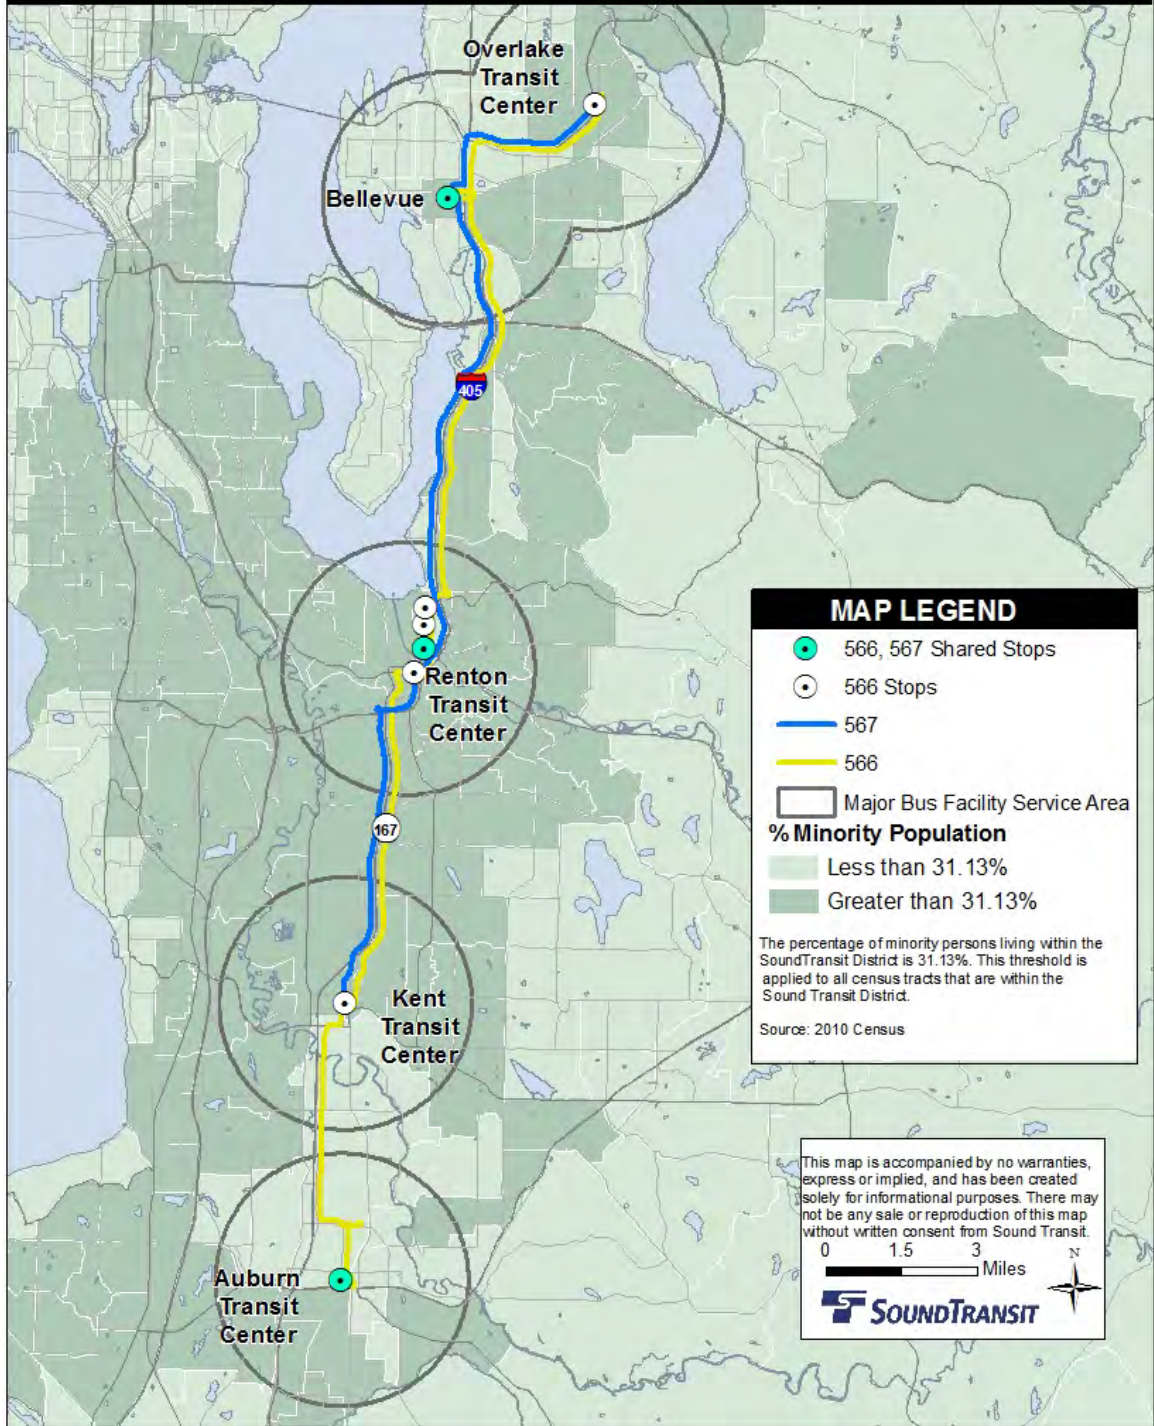 Overlake
Transit
Center
Bellevue
405
Renton
Transit
Center
167
Kent
Transit
Center
Auburn
Transit
Center
MAP LEGEND
566, 567 Shared Stops
566 Stops
567
566
Major Bus Facility Service Area
% Minority Population
Less than 31.13%
Greater than 31.13%
The percentage of minority persons living within the
SoundTransit District is 31.13%. This threshold is
applied to all census tracts that are within the
Sound Transit District.
Source: 2010 Census
This map is accompanied by no warranties,
express or implied, and has been created
solely for informational purposes. There may
not be any sale or reproduction of this map
without written consent from Sound Transit.
0 1.5 3
Miles
N
SOUNDTRANSIT